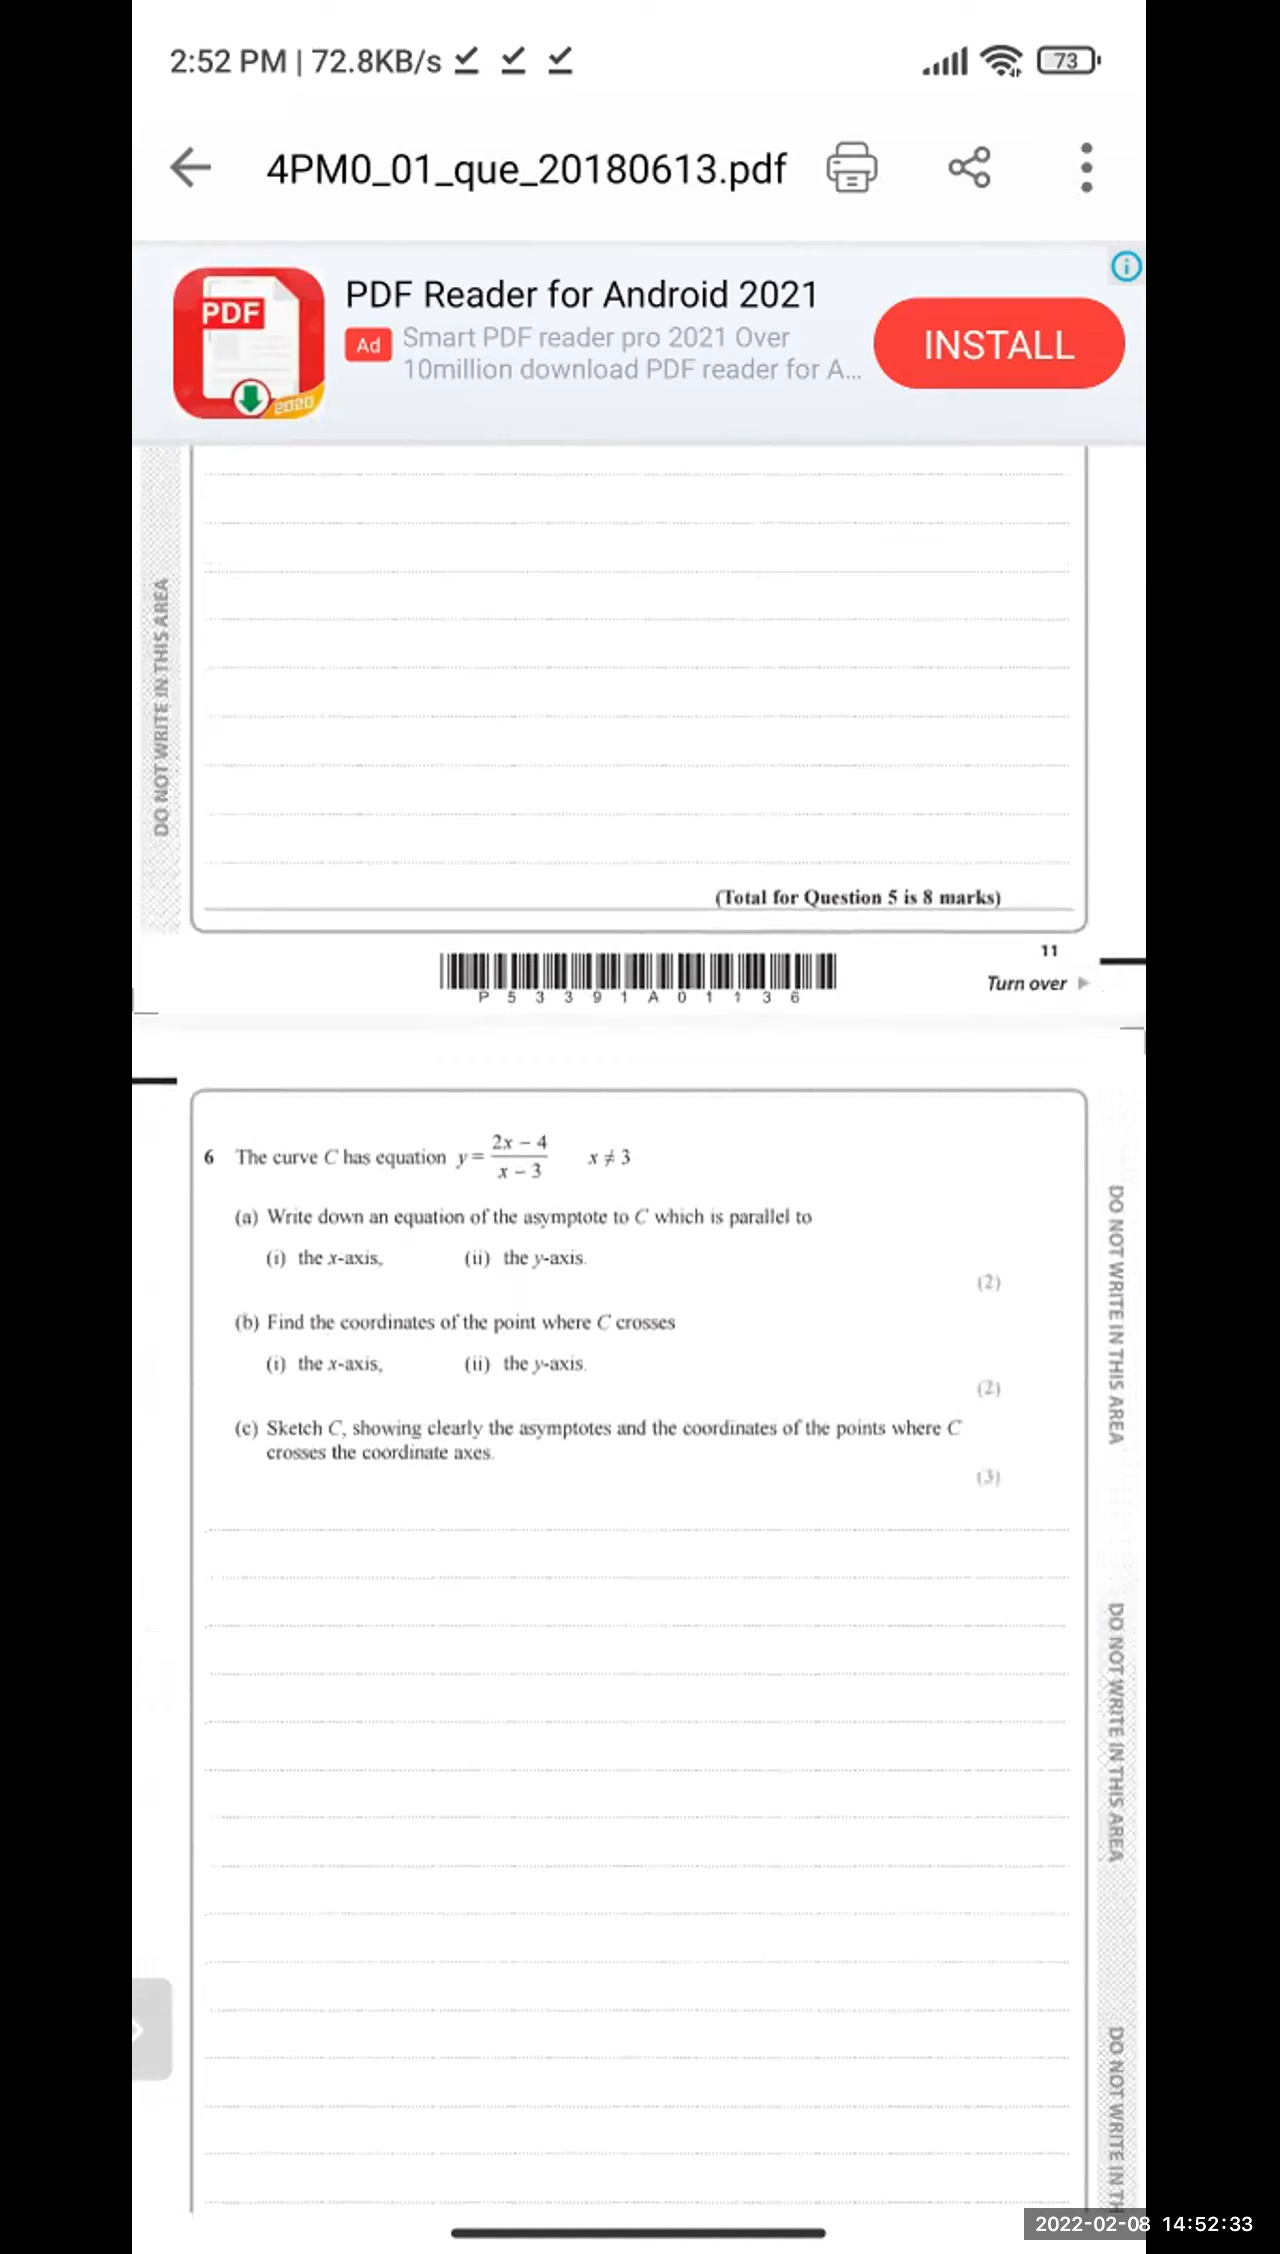 2:52 PM | 72.8KB/s
73
4PM0_01_que_20180613.pdf
PDF
2020
PDF Reader for Android 2021
Ad
Smart PDF reader pro 2021 Over
10million download PDF reader for A...
INSTALL
DO NOT WRITE IN THIS AREA
(Total for Question 5 is 8 marks)
P 5 3 3 9 1 A 0 1 1 3 6
11
Turn over
6 The curve C has equation y = (2x − 4)/(x − 3) x ≠ 3
(a) Write down an equation of the asymptote to C which is parallel to
(i) the x-axis, (ii) the y-axis.
(2)
(b) Find the coordinates of the point where C crosses
(i) the x-axis, (ii) the y-axis.
(2)
(c) Sketch C, showing clearly the asymptotes and the coordinates of the points where C
crosses the coordinate axes.
(3)
DO NOT WRITE IN THIS AREA
DO NOT WRITE IN THIS AREA
DO NOT WRITE IN TH
2022-02-08 14:52:33